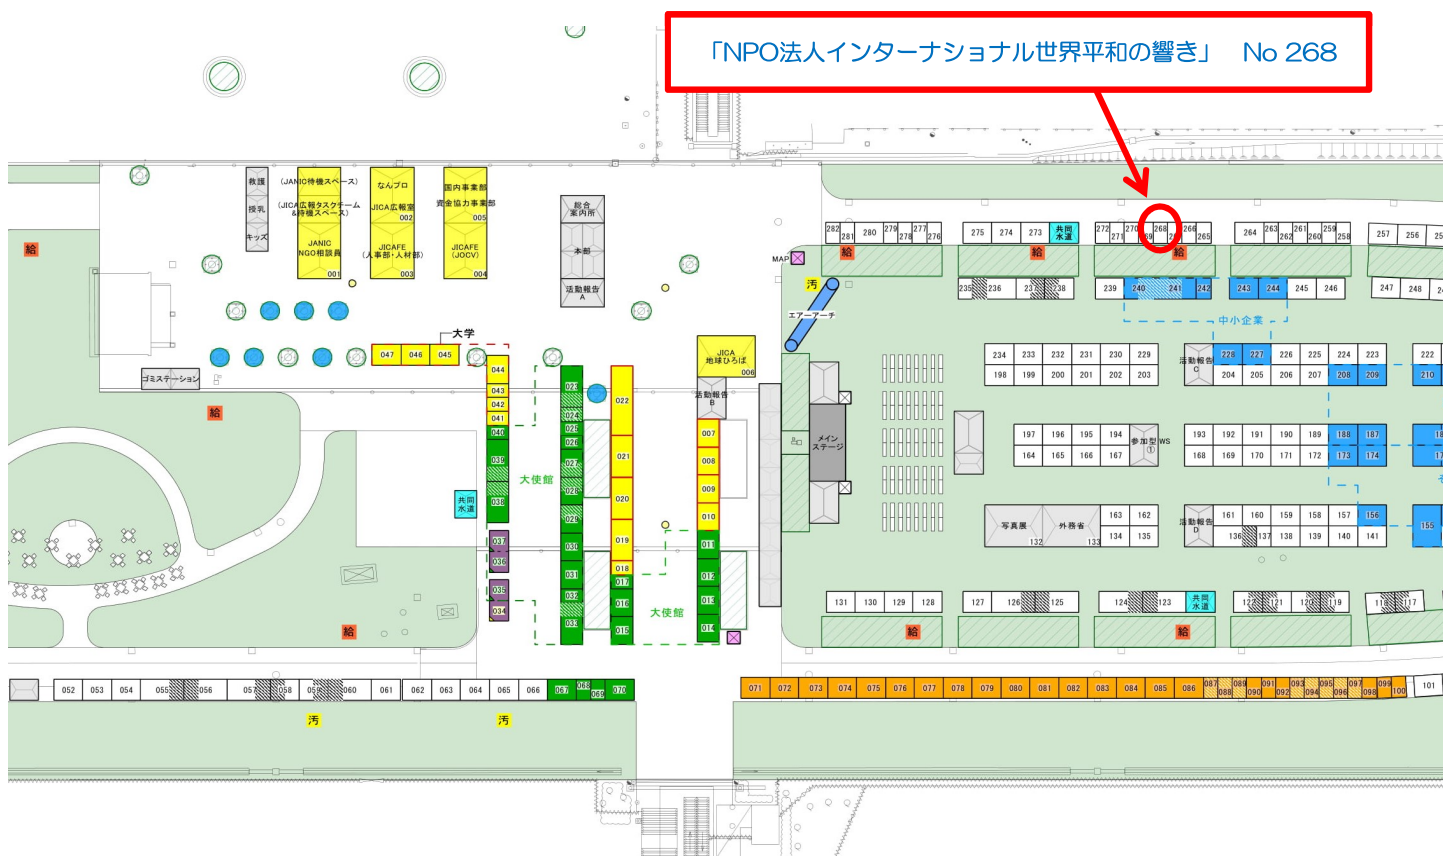 「NPO法人インターナショナル世界平和の響き」 No 268
救護
授乳
キッズ
(JANIC待機スペース)
(JICA広報タスクチーム
&待機スペース)
JANIC
NGO相談員
001
なんプロ
JICA広報室
002
JICAFE
(人事部・人材部)
003
国内事業部
資金協力事業部
005
JICAFE
(JOCV)
004
総合
案内所
本部
活動報告
A
給
MAP
汚
エアーアーチ
282 281 280 279 278 277 276
275 274 273 共同
水道
272 271 270 269 268 266 265
264 263 262 261 260 259 258
257 256
給 給 給
235 236 238
239 240 241 242
243 244 245 246
247 248
中小企業
大学
047 046 045
044
043
042
041
040
039
038
037
036
035
034
ゴミステーション
給
共同
水道
大使館
023
024
025
026
027
028
029
030
031
032
033
022
021
020
019
018
017
016
015
JICA
地球ひろば
006
活動報告
B
007
008
009
010
011
012
013
014
大使館
メイン
ステージ
234 233 232 231 230 229
198 199 200 201 202 203
活動報告
C
228 227 226 225 224 223
204 205 206 207 208 209
222
210
197 196 195 194
164 165 166 167
参加型WS
①
193 192 191 190 189 188 187
168 169 170 171 172 173 174
写真展
132
外務省
133
163 162
134 135
活動報告
D
161 160 159 158 157 156
136 137 138 139 140 141
155
131 130 129 128
127 126 125
124 123 共同
水道
121 120 119
118 117
給 給 給
052 053 054 055 056 057 058 059 060 061 062 063 064 065 066 067 068 069 070
071 072 073 074 075 076 077 078 079 080 081 082 083 084 085 086 087 088 089 090 091 092 093 094 095 096 097 098 099 100 101
汚 汚